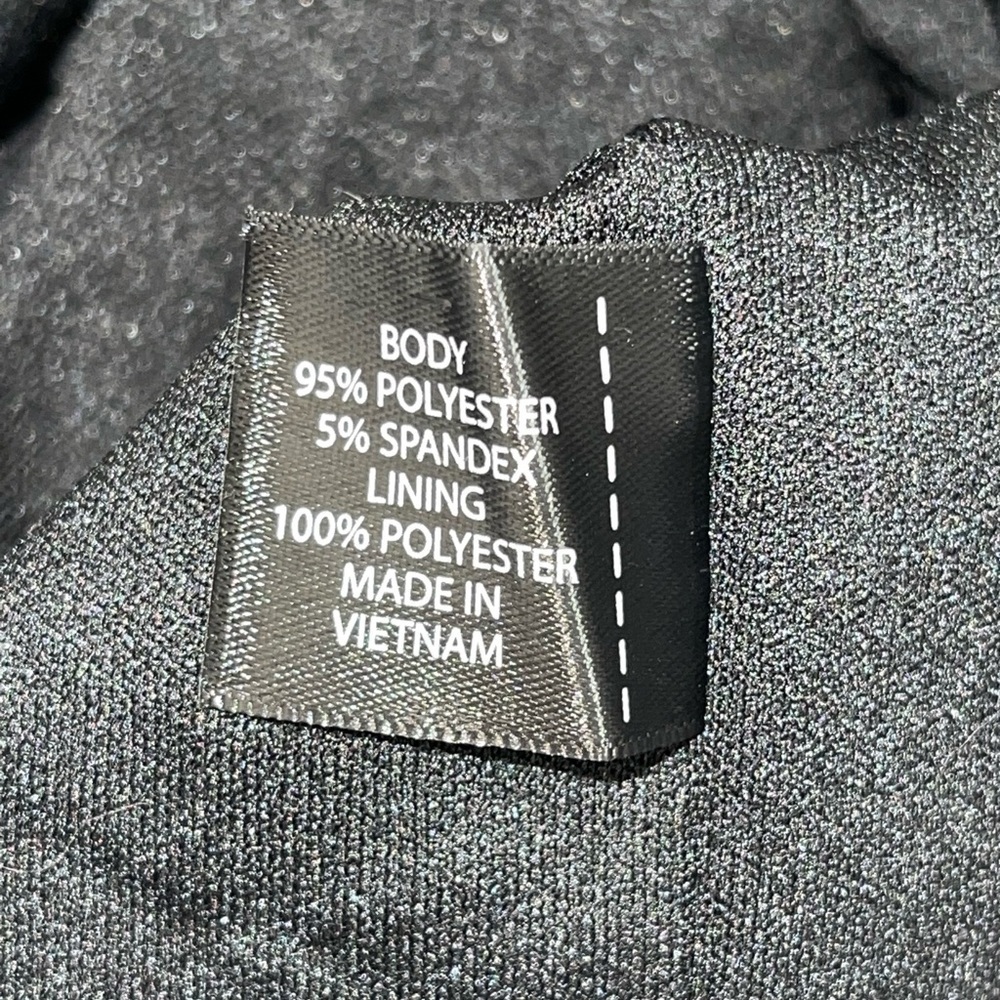 BODY
95% POLYESTER
5% SPANDEX
LINING
100% POLYESTER
MADE IN
VIETNAM